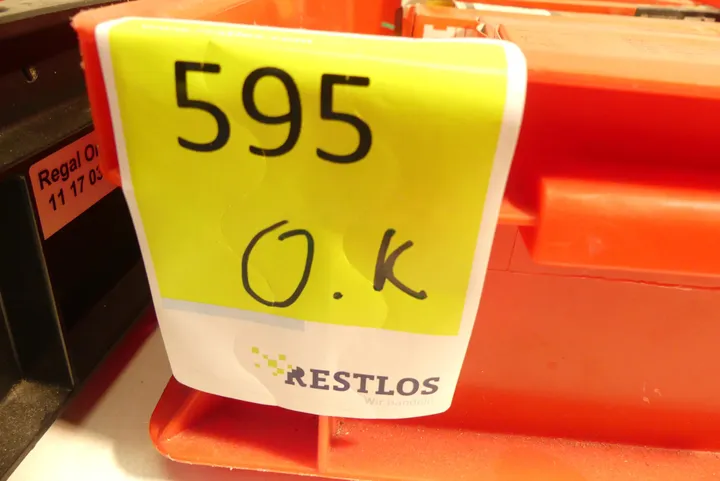 595
O.K
RESTLOS
Regal
11 17 03